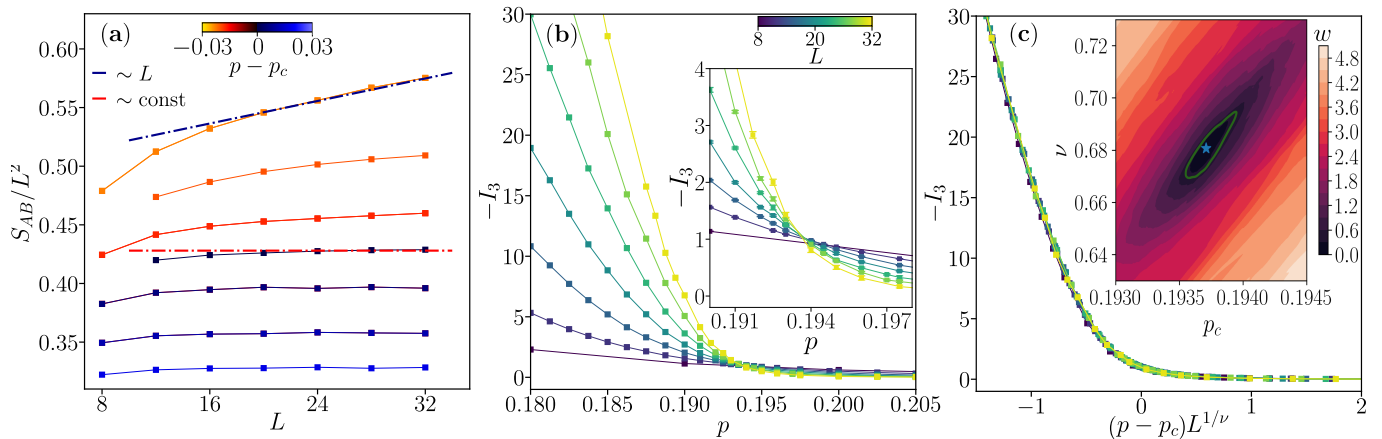 (a)
−0.03 0 0.03
p − p_c
∼ L
∼ const
S_{AB}/L^2
0.60
0.55
0.50
0.45
0.40
0.35
8 16 24 32
L
(b)
8 20 32
L
−I_3
30
25
20
15
10
5
0
0.180 0.185 0.190 0.195 0.200 0.205
p
−I_3
4
3
2
1
0
0.191 0.194 0.197
p
(c)
w
4.8
4.2
3.6
3.0
2.4
1.8
1.2
0.6
0.0
ν
0.72
0.70
0.68
0.66
0.64
0.1930 0.1935 0.1940 0.1945
p_c
−I_3
30
25
20
15
10
5
0
−1 0 1 2
(p − p_c)L^{1/ν}